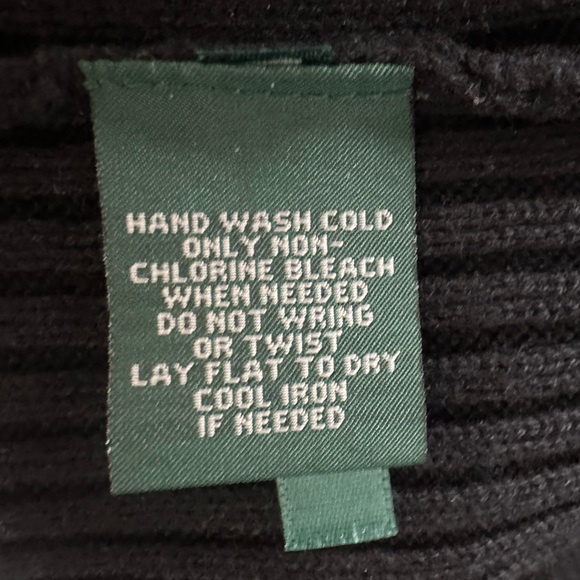 HAND WASH COLD
ONLY NON-
CHLORINE BLEACH
WHEN NEEDED
DO NOT WRING
OR TWIST
LAY FLAT TO DRY
COOL IRON
IF NEEDED